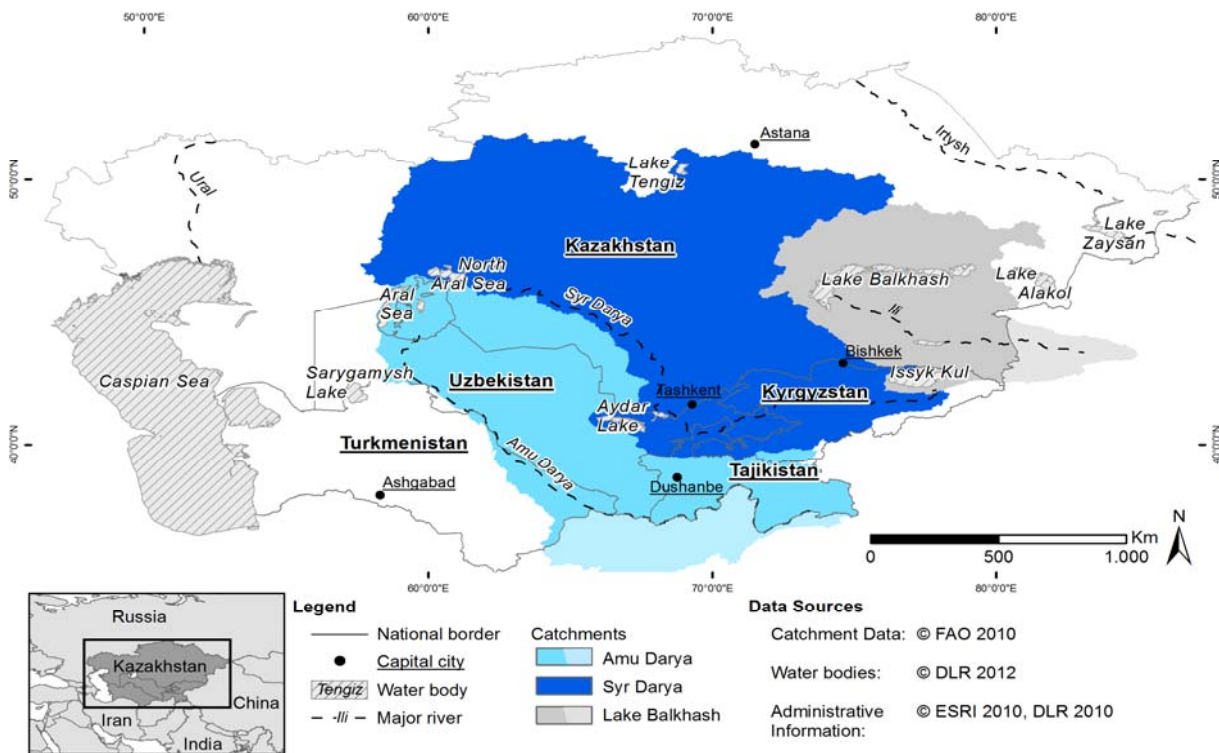 50°0'0"E
60°0'0"E
70°0'0"E
80°0'0"E
50°0'0"N
50°0'0"N
40°0'0"N
40°0'0"N
Astana
Irtysh
Ural
Lake
Tengiz
Lake
Zaysan
Kazakhstan
North
Aral Sea
Aral
Sea
Lake Balkhash
Lake
Alakol
Syr Darya
Ili
Bishkek
Caspian Sea
Sarygamysh
Lake
Uzbekistan
Tashkent
Kyrgyzstan
Issyk Kul
Aydar
Lake
Turkmenistan
Amu Darya
Tajikistan
Ashgabad
Dushanbe
Km
0 500 1.000
N
60°0'0"E
70°0'0"E
80°0'0"E
Russia
Kazakhstan
China
Iran
India
Legend
National border
Capital city
Tengiz Water body
-Ili Major river
Catchments
Amu Darya
Syr Darya
Lake Balkhash
Data Sources
Catchment Data: © FAO 2010
Water bodies: © DLR 2012
Administrative © ESRI 2010, DLR 2010
Information: